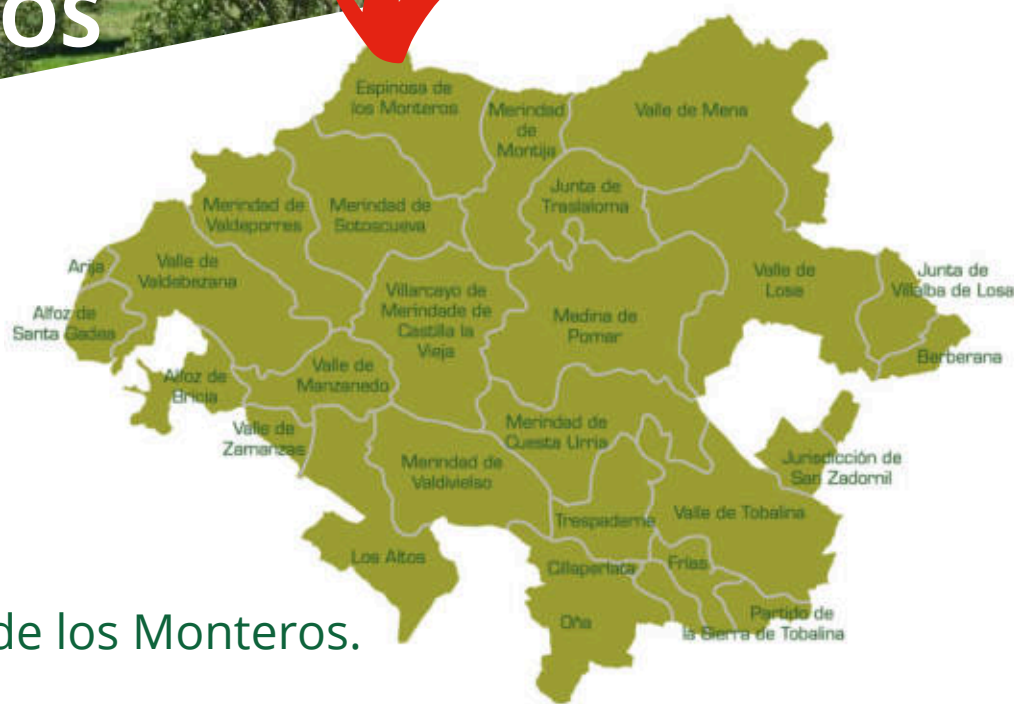 os
Espinosa de
los Monteros
Merindad
de
Montija
Valle de Mena
Junta de
Traslaloma
Merindad de
Valdeporres
Merindad de
Sotoscueva
Arija
Valle de
Valdebezana
Alfoz de
Santa Gadea
Villarcayo de
Merindade de
Castilla la
Vieja
Medina de
Pomar
Valle de
Losa
Junta de
Villalba de Losa
Berberana
Alfoz de
Bricia
Valle de
Manzanedo
Valle de
Zamanzas
Merindad de
Cuesta Urria
Merindad de
Valdivielso
Jurisdicción de
San Zadornil
Trespaderne
Valle de Tobalina
Los Altos
Cillaperlata
Frías
Oña
Partido de
la Sierra de Tobalina
de los Monteros.